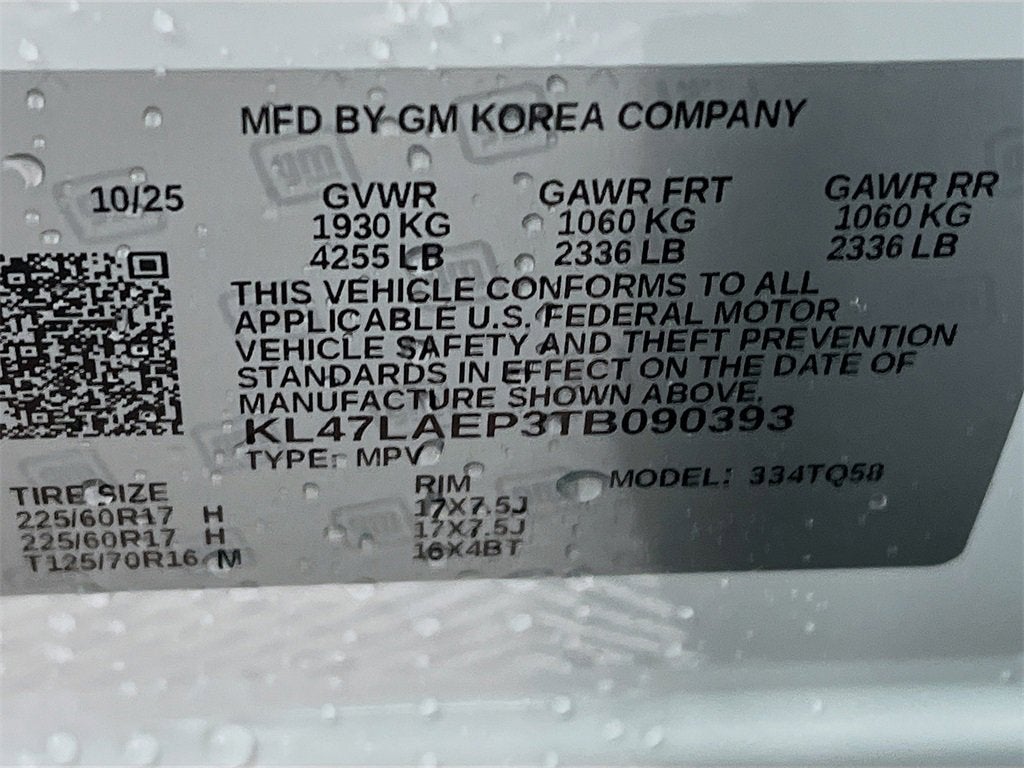 MFD BY GM KOREA COMPANY
10/25 GVWR GAWR FRT GAWR RR
1930 KG 1060 KG 1060 KG
4255 LB 2336 LB 2336 LB
THIS VEHICLE CONFORMS TO ALL
APPLICABLE U.S. FEDERAL MOTOR
VEHICLE SAFETY AND THEFT PREVENTION
STANDARDS IN EFFECT ON THE DATE OF
MANUFACTURE SHOWN ABOVE.
KL47LAEP3TB090393
TYPE: MPV
TIRE SIZE RIM MODEL: 334TQ58
225/60R17 H 17X7.5J
225/60R17 H 17X7.5J
T125/70R16 M 16X4BT
gm
gm
gm